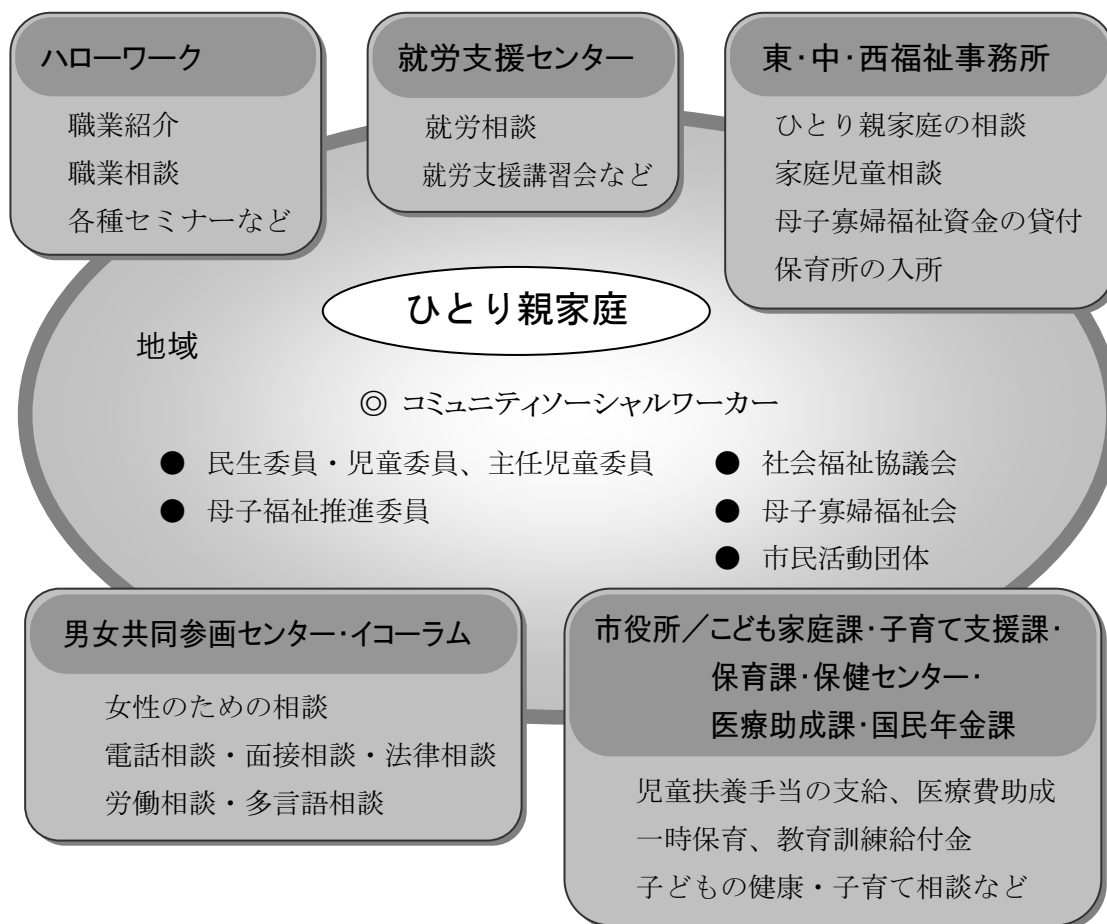 ハローワーク
職業紹介
職業相談
各種セミナーなど
就労支援センター
就労相談
就労支援講習会など
東・中・西福祉事務所
ひとり親家庭の相談
家庭児童相談
母子寡婦福祉資金の貸付
保育所の入所
ひとり親家庭
地域
◎ コミュニティソーシャルワーカー
● 民生委員・児童委員、主任児童委員
● 母子福祉推進委員
● 社会福祉協議会
● 母子寡婦福祉会
● 市民活動団体
男女共同参画センター・イコーラム
女性のための相談
電話相談・面接相談・法律相談
労働相談・多言語相談
市役所／こども家庭課・子育て支援課・
保育課・保健センター・
医療助成課・国民年金課
児童扶養手当の支給、医療費助成
一時保育、教育訓練給付金
子どもの健康・子育て相談など